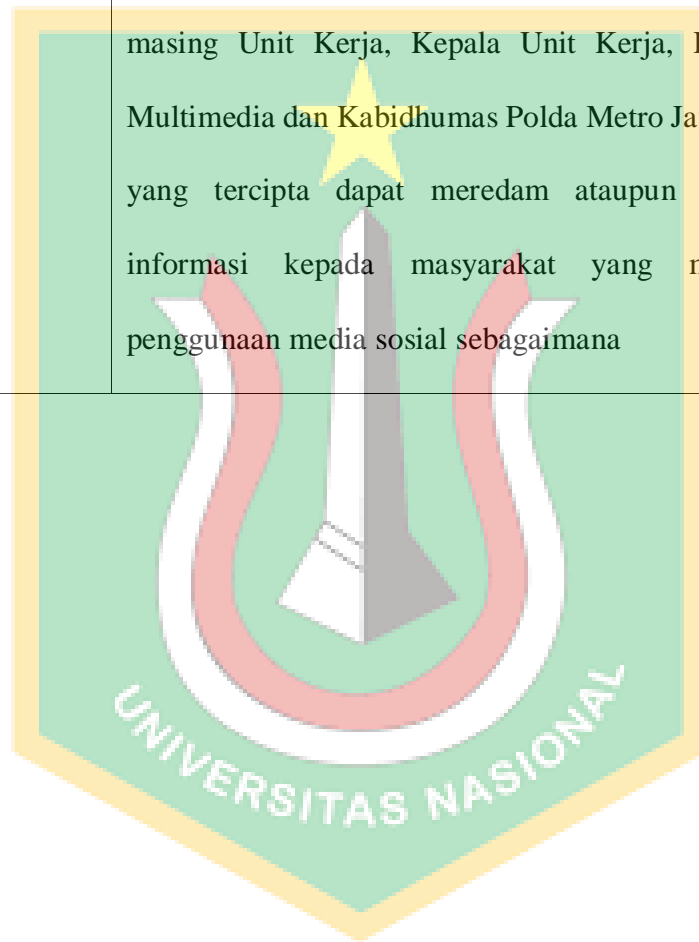 masing Unit Kerja, Kepala Unit Kerja,
Multimedia dan Kabidhumas Polda Metro Ja
yang tercipta dapat meredam ataupun
informasi kepada masyarakat yang
penggunaan media sosial sebagaimana
UNIVERSITAS NASIONAL